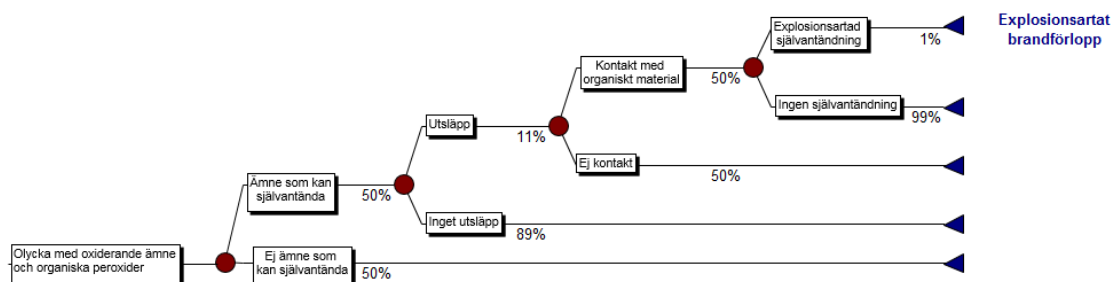 Explosionsartat
brandförlopp
Explosionsartad
självantändning
1%
Kontakt med
organiskt material
50%
Ingen självantändning
99%
Utsläpp
11%
Ej kontakt
50%
Ämne som kan
självantända
50%
Inget utsläpp
89%
Olycka med oxiderande ämne
och organiska peroxider
Ej ämne som
kan självantända
50%